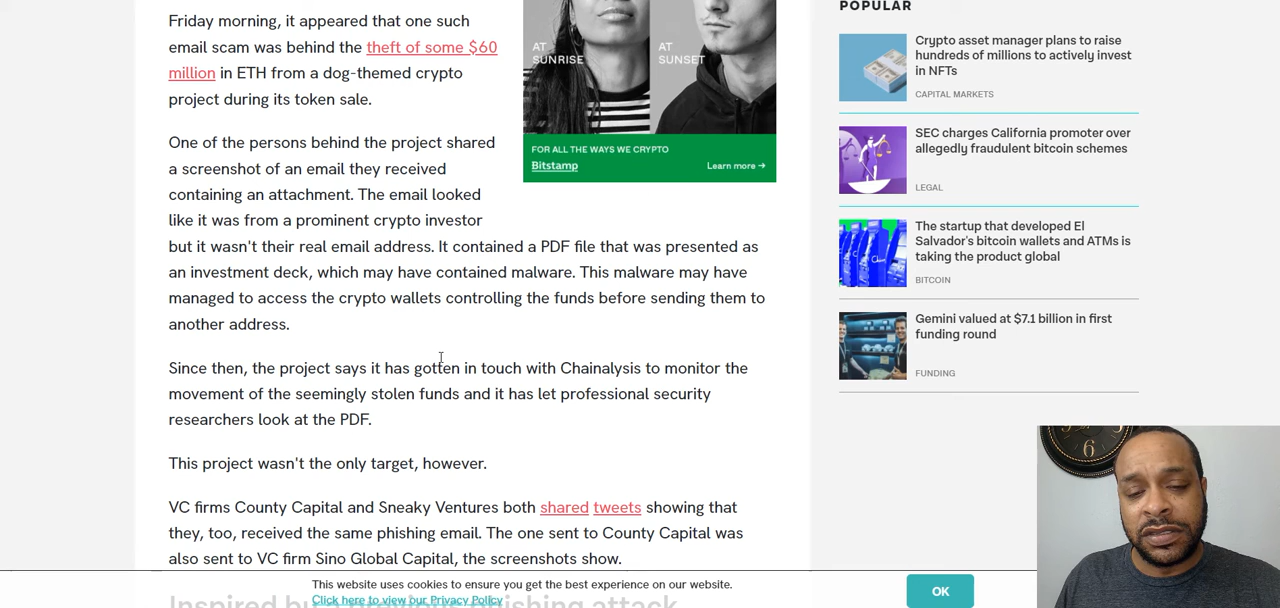 Friday morning, it appeared that one such
email scam was behind the theft of some $60
million in ETH from a dog-themed crypto
project during its token sale.
One of the persons behind the project shared
a screenshot of an email they received
containing an attachment. The email looked
like it was from a prominent crypto investor
but it wasn't their real email address. It contained a PDF file that was presented as
an investment deck, which may have contained malware. This malware may have
managed to access the crypto wallets controlling the funds before sending them to
another address.
Since then, the project says it has gotten in touch with Chainalysis to monitor the
movement of the seemingly stolen funds and it has let professional security
researchers look at the PDF.
This project wasn't the only target, however.
VC firms County Capital and Sneaky Ventures both shared tweets showing that
they, too, received the same phishing email. The one sent to County Capital was
also sent to VC firm Sino Global Capital, the screenshots show.
AT
SUNRISE
AT
SUNSET
FOR ALL THE WAYS WE CRYPTO
Bitstamp
Learn more →
POPULAR
Crypto asset manager plans to raise
hundreds of millions to actively invest
in NFTs
CAPITAL MARKETS
SEC charges California promoter over
allegedly fraudulent bitcoin schemes
LEGAL
The startup that developed El
Salvador's bitcoin wallets and ATMs is
taking the product global
BITCOIN
Gemini valued at $7.1 billion in first
funding round
FUNDING
This website uses cookies to ensure you get the best experience on our website.
Click here to view our Privacy Policy
OK
Inspired by phishing attack
6